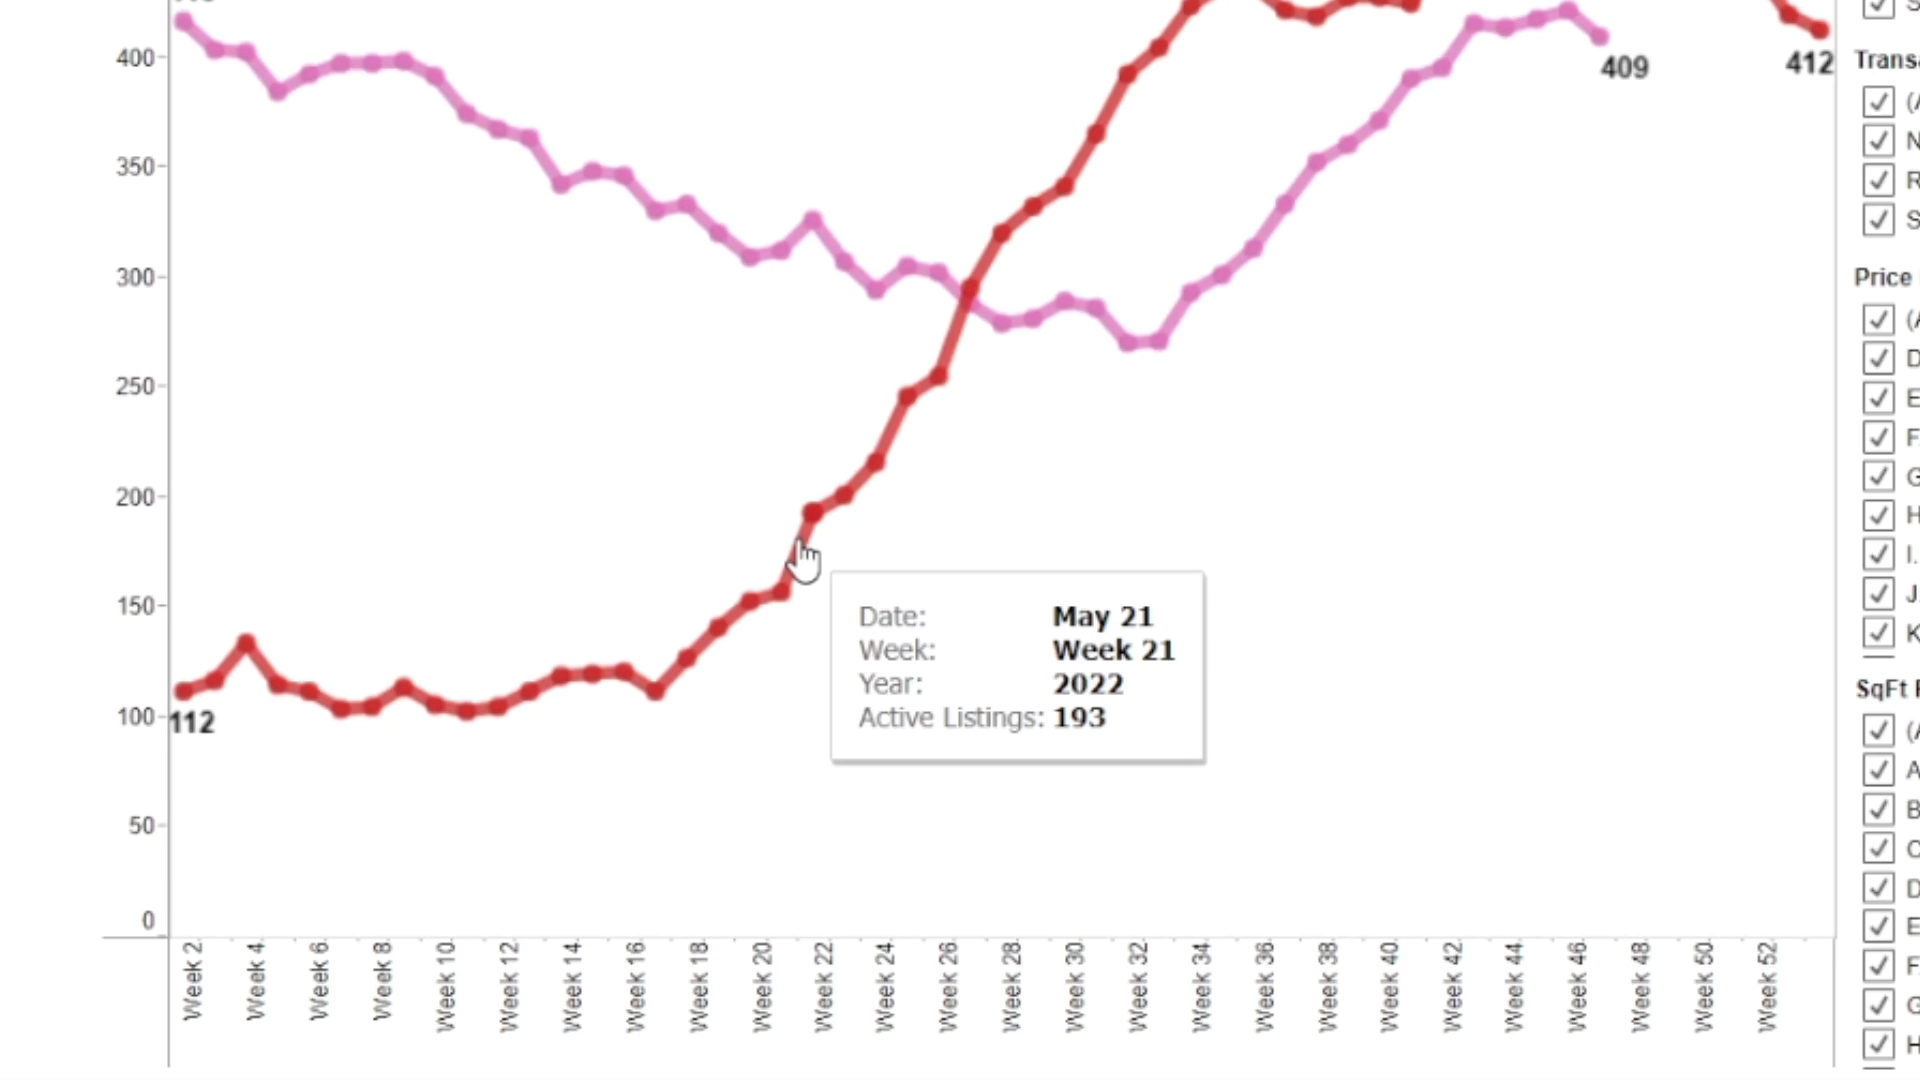 400
350
300
250
200
150
100
50
0
409
412
112
Date: May 21
Week: Week 21
Year: 2022
Active Listings: 193
Week 2
Week 4
Week 6
Week 8
Week 10
Week 12
Week 14
Week 16
Week 18
Week 20
Week 22
Week 24
Week 26
Week 28
Week 30
Week 32
Week 34
Week 36
Week 38
Week 40
Week 42
Week 44
Week 46
Week 48
Week 50
Week 52
S
Transa
(A
N
R
S
Price
(A
D
E
F.
G
H
I.
J.
K
SqFt
(A
A
B
C
D
E
F.
G
H